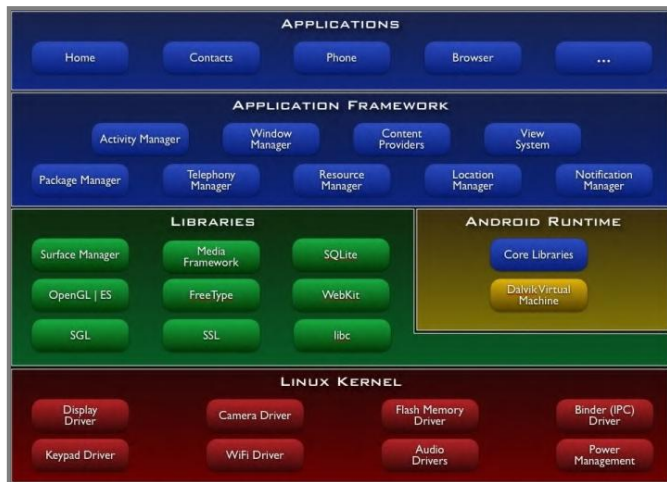 APPLICATIONS
Home Contacts Phone Browser ...
APPLICATION FRAMEWORK
Activity Manager Window Manager Content Providers View System
Package Manager Telephony Manager Resource Manager Location Manager Notification Manager
LIBRARIES
Surface Manager Media Framework SQLite
OpenGL | ES FreeType WebKit
SGL SSL libc
ANDROID RUNTIME
Core Libraries
Dalvik Virtual Machine
LINUX KERNEL
Display Driver Camera Driver Flash Memory Driver Binder (IPC) Driver
Keypad Driver WiFi Driver Audio Drivers Power Management